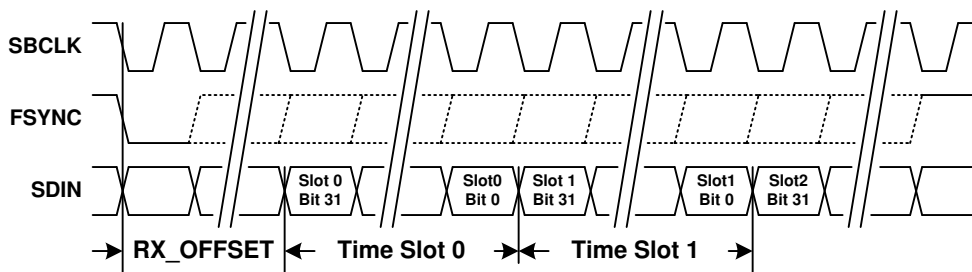 SBCLK
FSYNC
SDIN
Slot 0
Bit 31
Slot0
Bit 0
Slot 1
Bit 31
Slot1
Bit 0
Slot2
Bit 31
RX_OFFSET
Time Slot 0
Time Slot 1